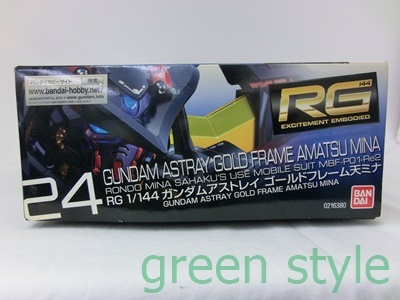 www.bandai-hobby.net/
144
RG
EXCITEMENT EMBODIED
24
GUNDAM ASTRAY GOLD FRAME AMATSU MINA
RONDO MINA SAHAKU'S USE MOBILE SUIT MBF-P01-Re2
RG 1/144 ガンダムアストレイ ゴールドフレーム天ミナ
GUNDAM ASTRAY GOLD FRAME AMATSU MINA
0216380
BAN
DAI
green style